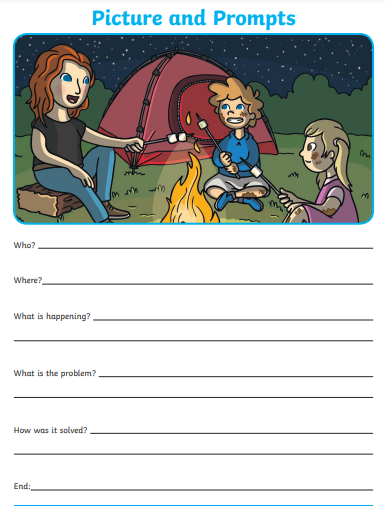 Picture and Prompts
Who?
Where?
What is happening?
What is the problem?
How was it solved?
End: